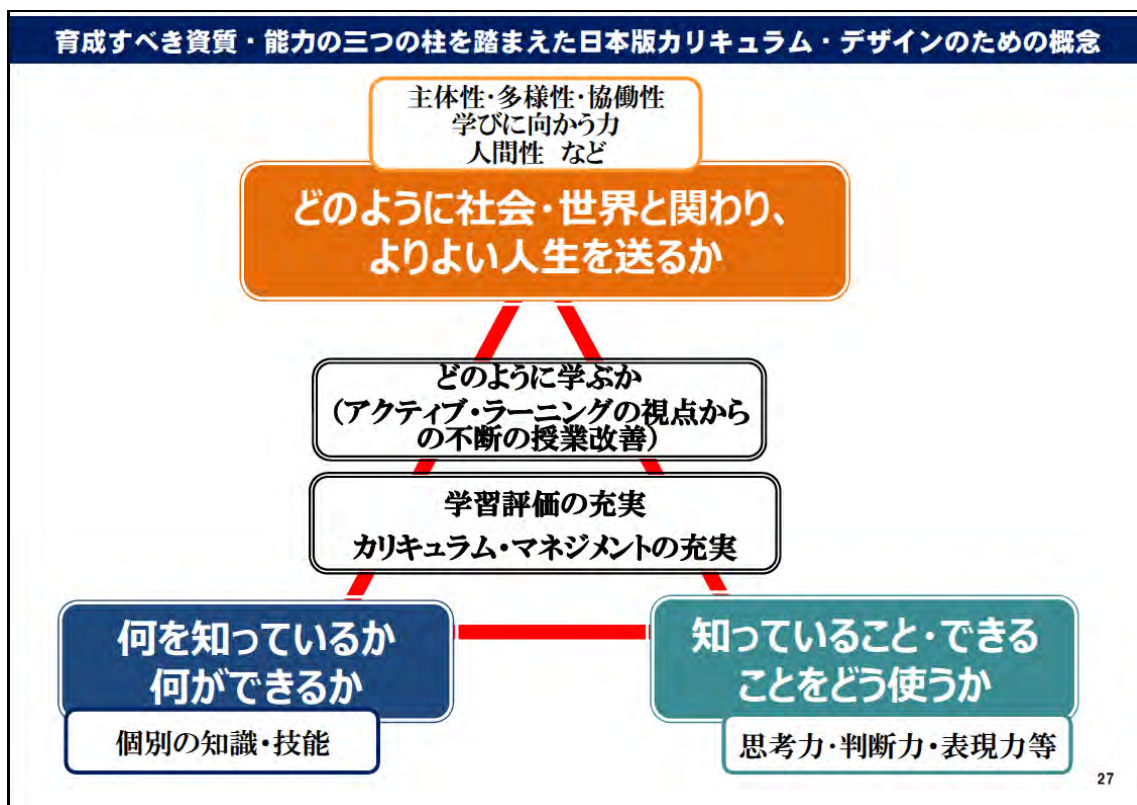 育成すべき資質・能力の三つの柱を踏まえた日本版カリキュラム・デザインのための概念
主体性・多様性・協働性
学びに向かう力
人間性 など
どのように社会・世界と関わり、
よりよい人生を送るか
どのように学ぶか
(アクティブ・ラーニングの視点から
の不断の授業改善)
学習評価の充実
カリキュラム・マネジメントの充実
何を知っているか
何ができるか
個別の知識・技能
知っていること・できる
ことをどう使うか
思考力・判断力・表現力等
27